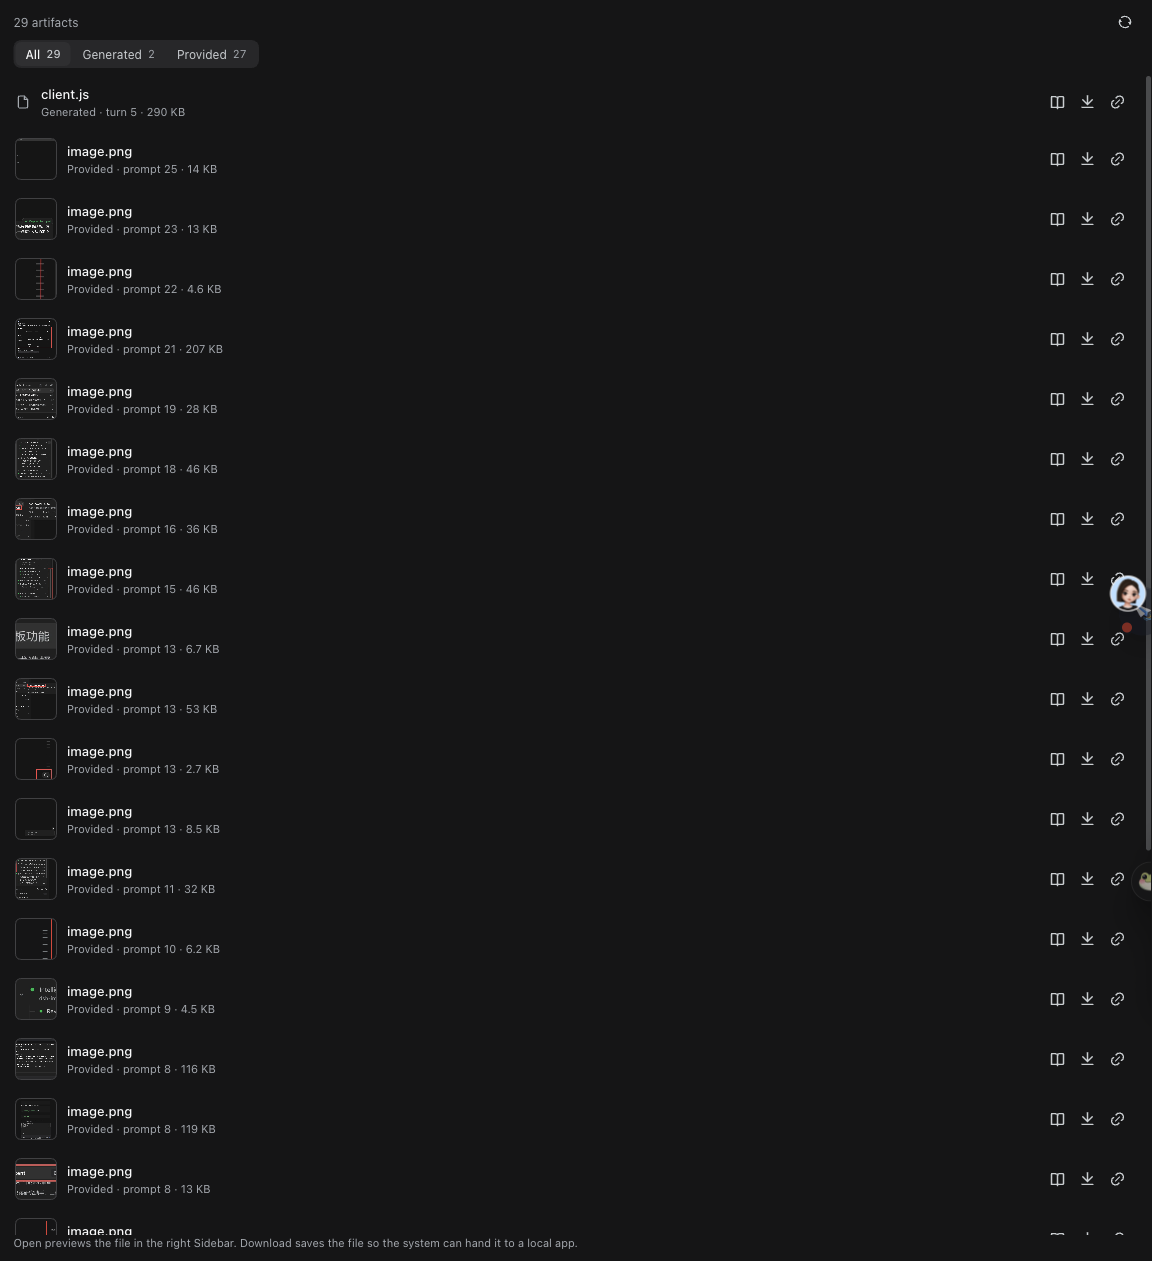 29 artifacts
All 29 Generated 2 Provided 27
client.js
Generated · turn 5 · 290 KB
image.png
Provided · prompt 25 · 14 KB
image.png
Provided · prompt 23 · 13 KB
image.png
Provided · prompt 22 · 4.6 KB
image.png
Provided · prompt 21 · 207 KB
image.png
Provided · prompt 19 · 28 KB
image.png
Provided · prompt 18 · 46 KB
image.png
Provided · prompt 16 · 36 KB
image.png
Provided · prompt 15 · 46 KB
板功能
image.png
Provided · prompt 13 · 6.7 KB
image.png
Provided · prompt 13 · 53 KB
image.png
Provided · prompt 13 · 2.7 KB
image.png
Provided · prompt 13 · 8.5 KB
image.png
Provided · prompt 11 · 32 KB
image.png
Provided · prompt 10 · 6.2 KB
image.png
Provided · prompt 9 · 4.5 KB
image.png
Provided · prompt 8 · 116 KB
image.png
Provided · prompt 8 · 119 KB
image.png
Provided · prompt 8 · 13 KB
image.png
Open previews the file in the right Sidebar. Download saves the file so the system can hand it to a local app.